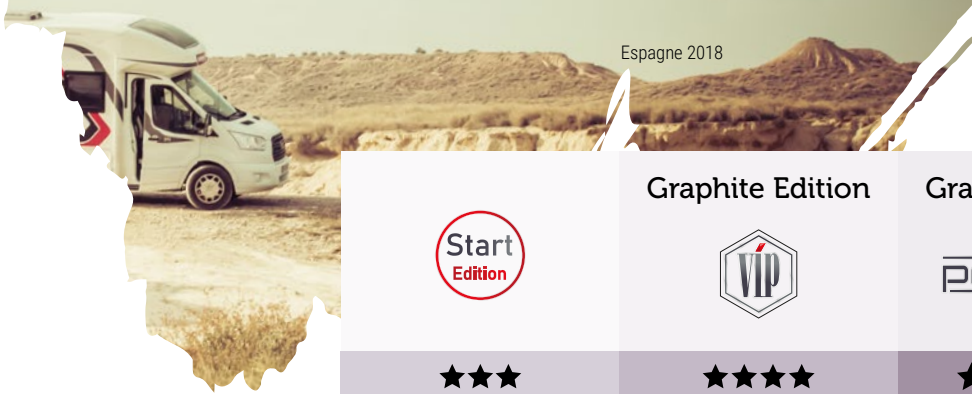 Espagne 2018
Graphite Edition
Start
Edition
VIP
★★★
★★★★